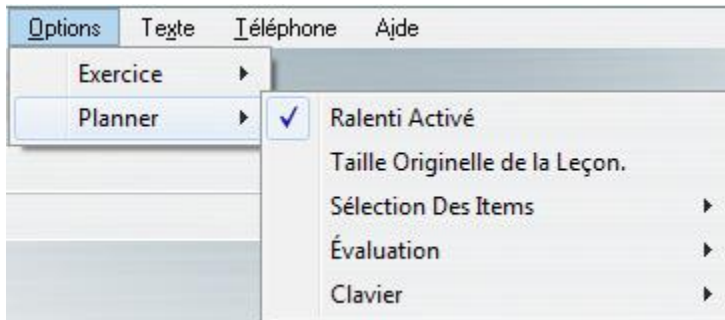 Options Texte Téléphone Aide
Exercice
Planner
Ralenti Activé
Taille Originelle de la Leçon.
Sélection Des Items
Évaluation
Clavier